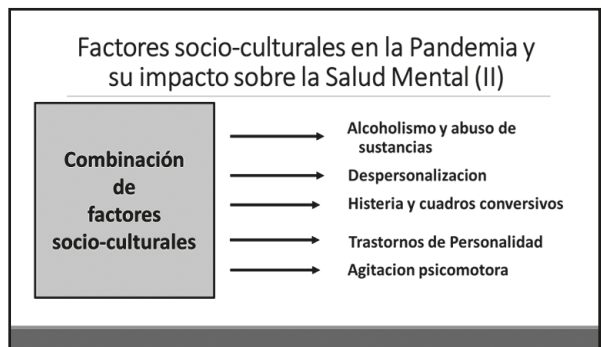 Factores socio-culturales en la Pandemia y
su impacto sobre la Salud Mental (II)
Combinación
de
factores
socio-culturales
Alcoholismo y abuso de
sustancias
Despersonalizacion
Histeria y cuadros conversivos
Trastornos de Personalidad
Agitacion psicomotora